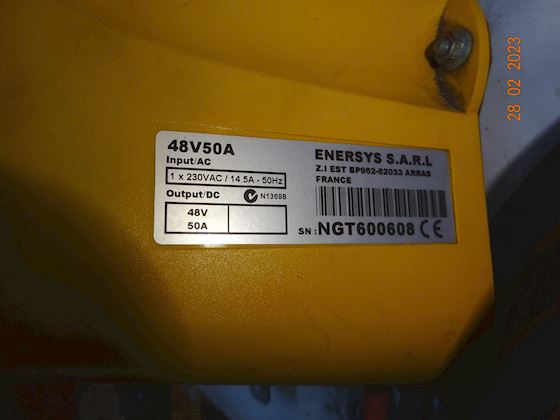 48V50A
Input/AC
1 x 230VAC / 14.5A - 50Hz
Output/DC N13698
48V
50A
ENERSYS S.A.R.L
Z.I EST BP962-62033 ARRAS
FRANCE
SN : NGT600608 CE
28 02 2023